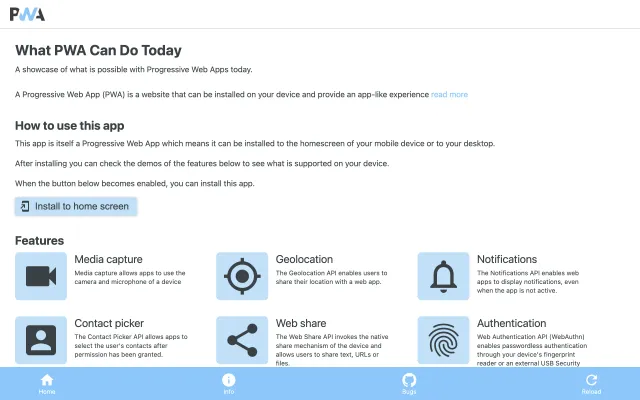 PWA
What PWA Can Do Today
A showcase of what is possible with Progressive Web Apps today.
A Progressive Web App (PWA) is a website that can be installed on your device and provide an app-like experience read more
How to use this app
This app is itself a Progressive Web App which means it can be installed to the homescreen of your mobile device or to your desktop.
After installing you can check the demos of the features below to see what is supported on your device.
When the button below becomes enabled, you can install this app.
Install to home screen
Features
Media capture
Media capture allows apps to use the
camera and microphone of a device
Geolocation
The Geolocation API enables users to
share their location with a web app.
Notifications
The Notifications API enables web
apps to display notifications, even
when the app is not active.
Contact picker
The Contact Picker API allows apps to
select the user's contacts after
permission has been granted.
Web share
The Web Share API invokes the native
share mechanism of the device and
allows users to share text, URLs or
files.
Authentication
Web Authentication API (WebAuthn)
enables passwordless authentication
through your device's fingerprint
reader or an external USB Security
Home
Info
Bugs
Reload